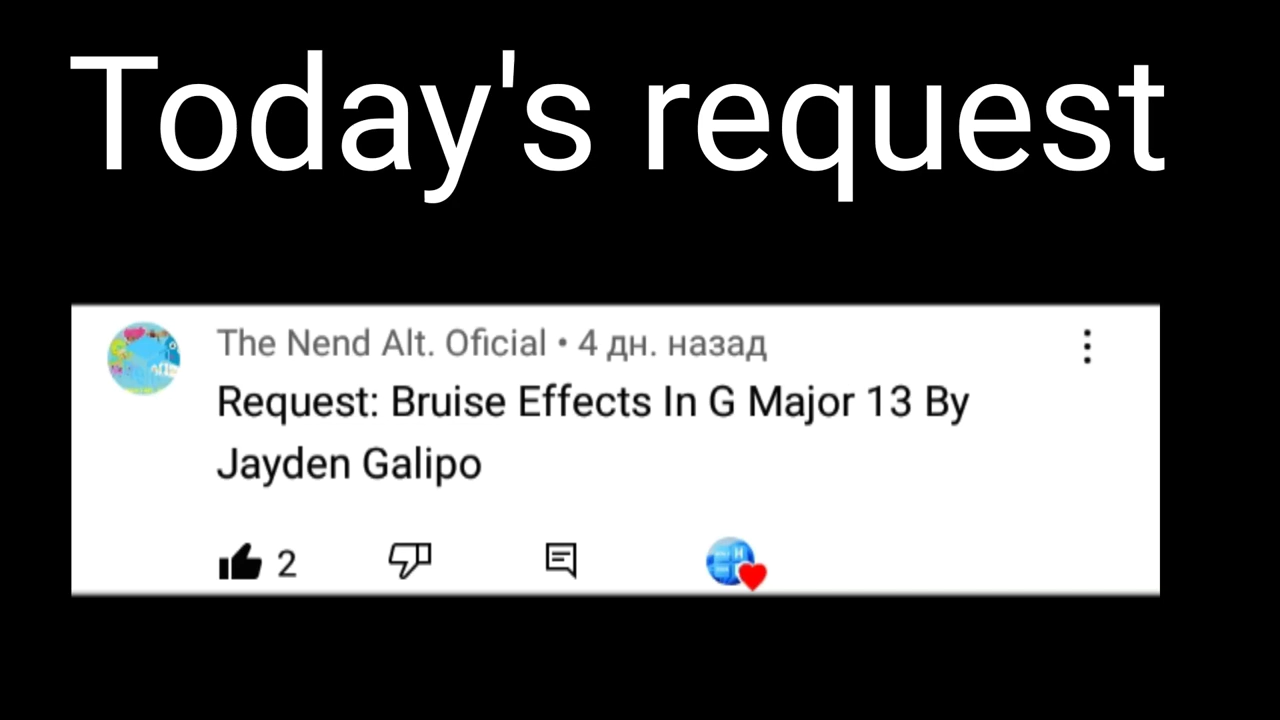 Today's request
The Nend Alt. Oficial • 4 дн. назад
Request: Bruise Effects In G Major 13 By
Jayden Galipo
2